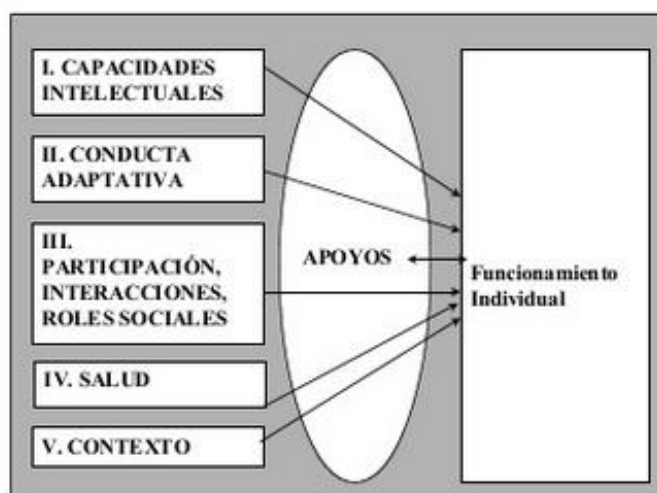 I. CAPACIDADES
INTELECTUALES
II. CONDUCTA
ADAPTATIVA
III.
PARTICIPACIÓN,
INTERACCIONES,
ROLES SOCIALES
IV. SALUD
V. CONTEXTO
APOYOS
Funcionamiento
Individual